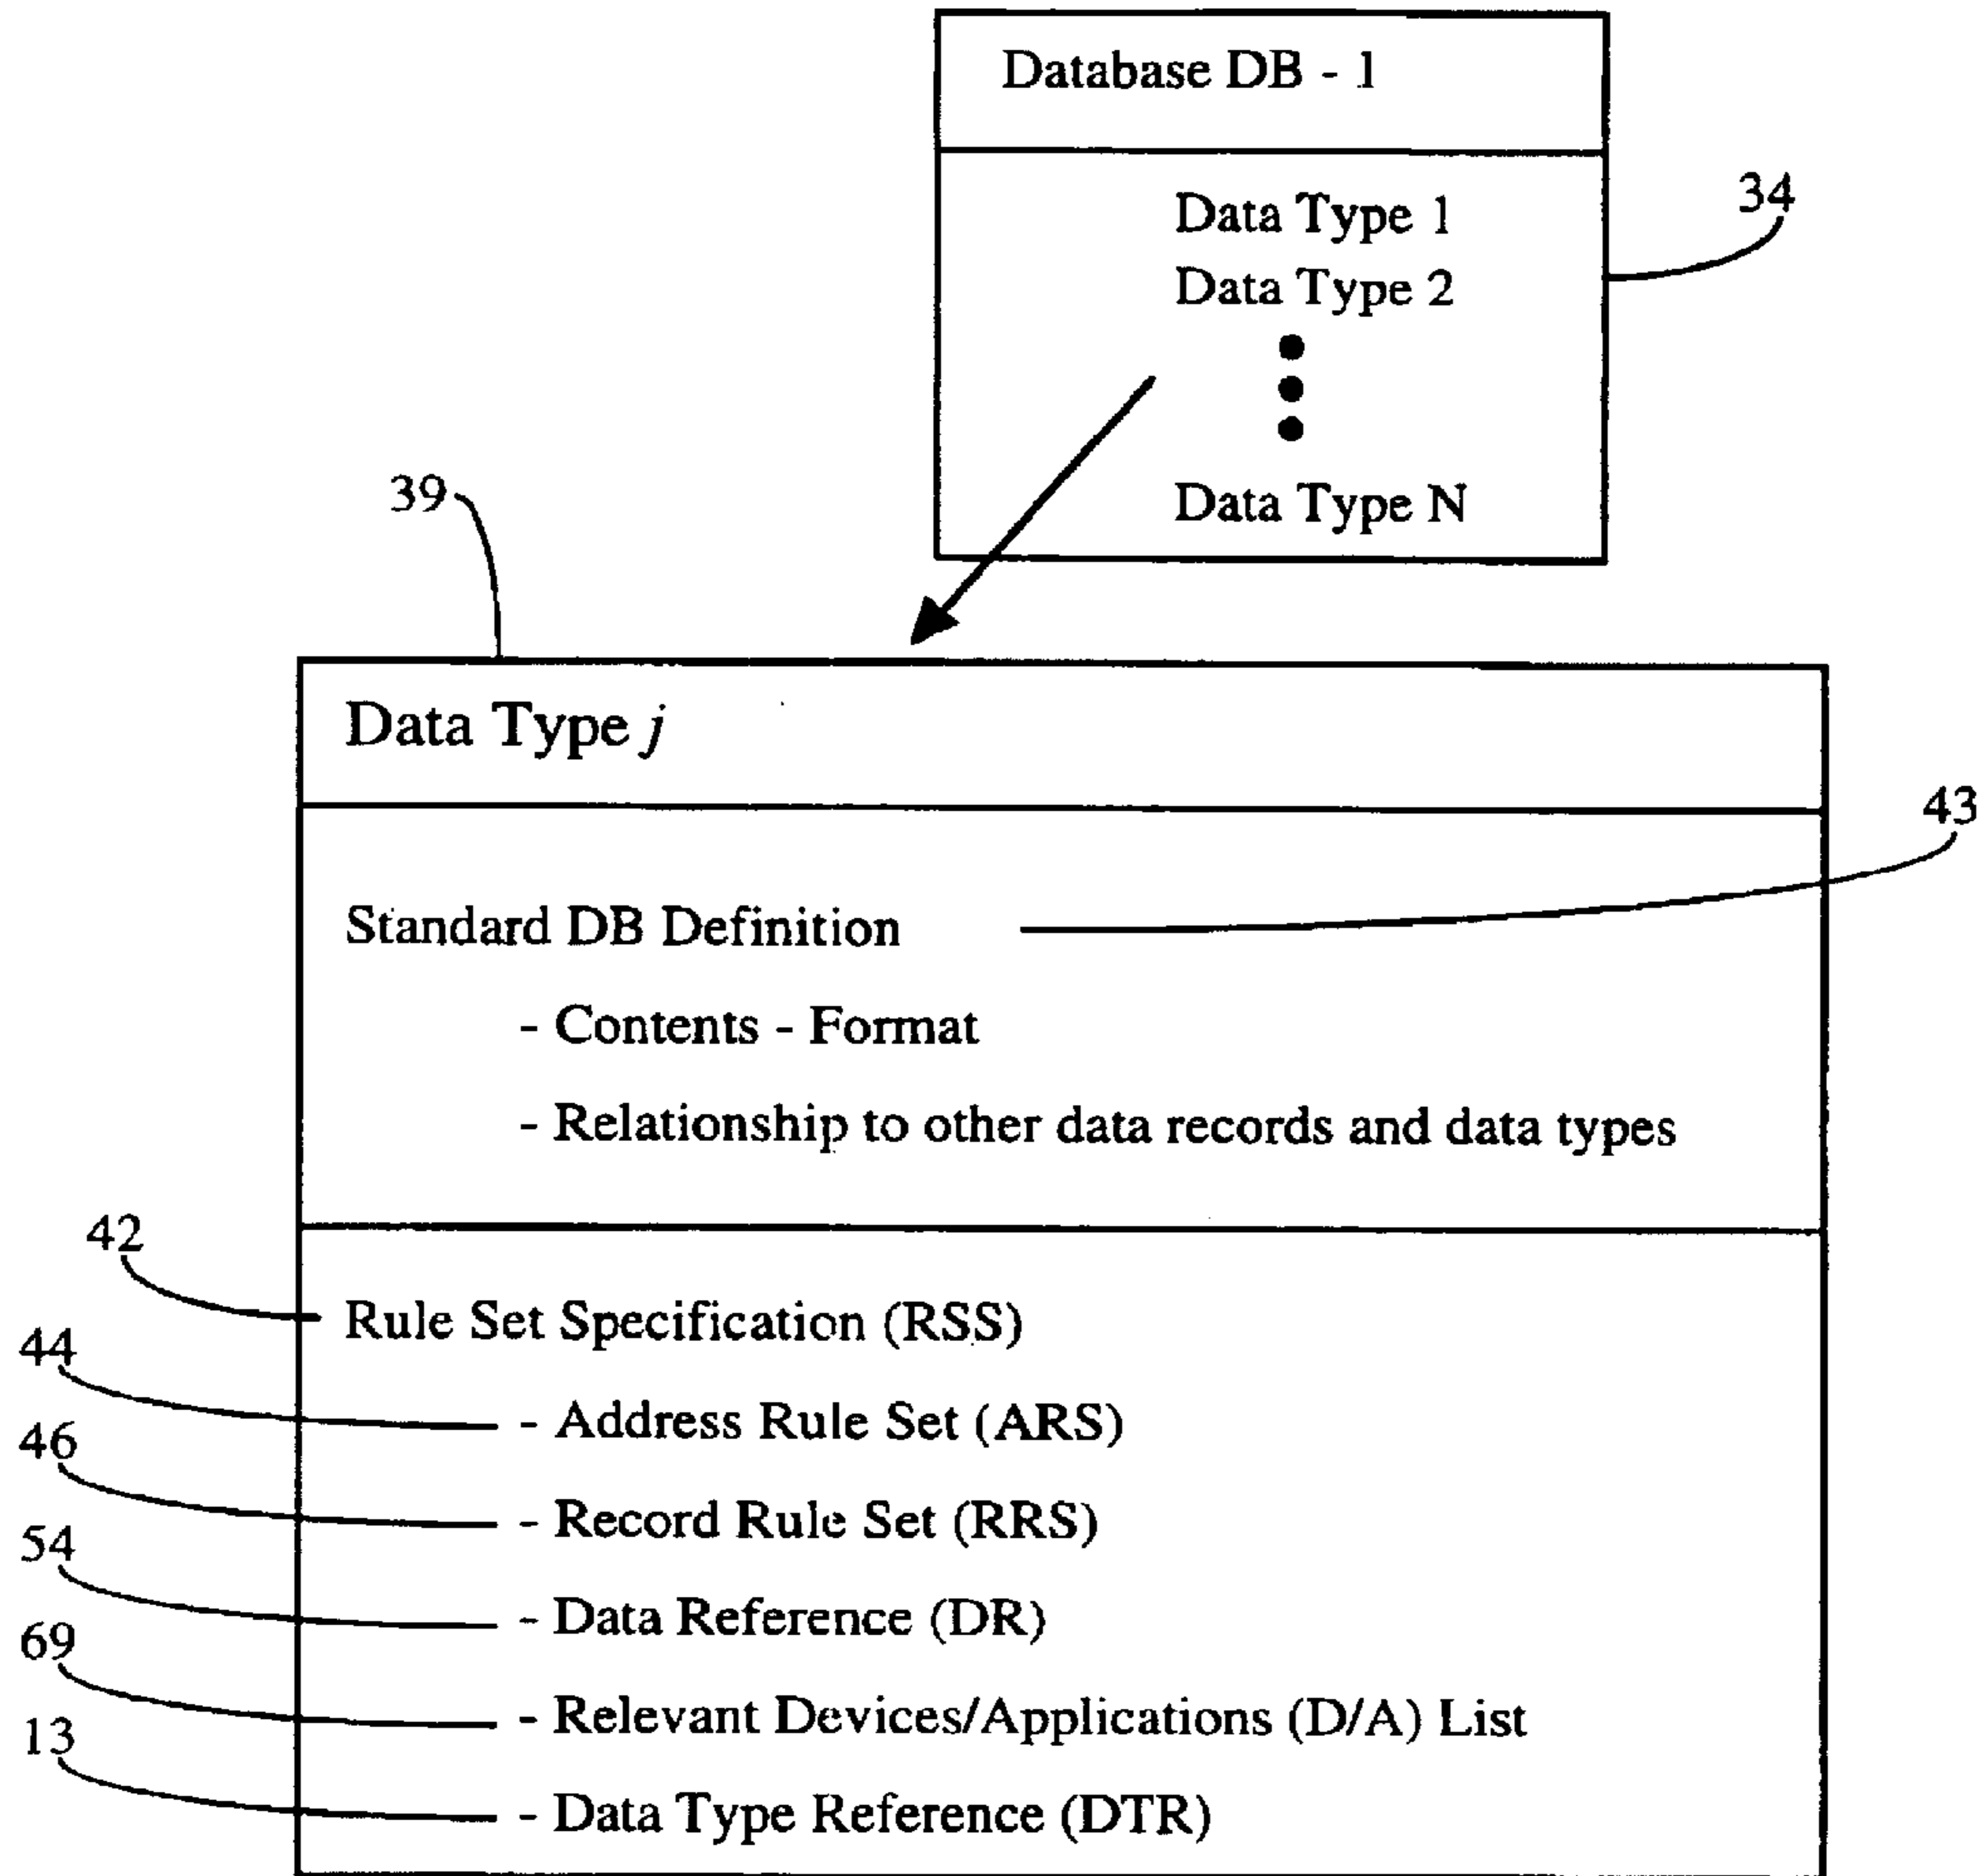 Database DB - 1
Data Type 1
34
Data Type 2
Data Type N
39
Data Type j
43
Standard DB Definition
- Contents - Format
- Relationship to other data records and data types
42
Rule Set Specification (RSS)
44
- Address Rule Set (ARS)
46
- Record Rule Set (RRS)
54
- Data Reference (DR)
69
- Relevant Devices/Applications (D/A) List
13
- Data Type Reference (DTR)